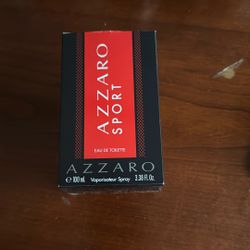 AZZARO
SPORT
EAU DE TOILETTE
AZZARO
℮ 100 ml Vaporisateur Spray 3.38 Fl.Oz.